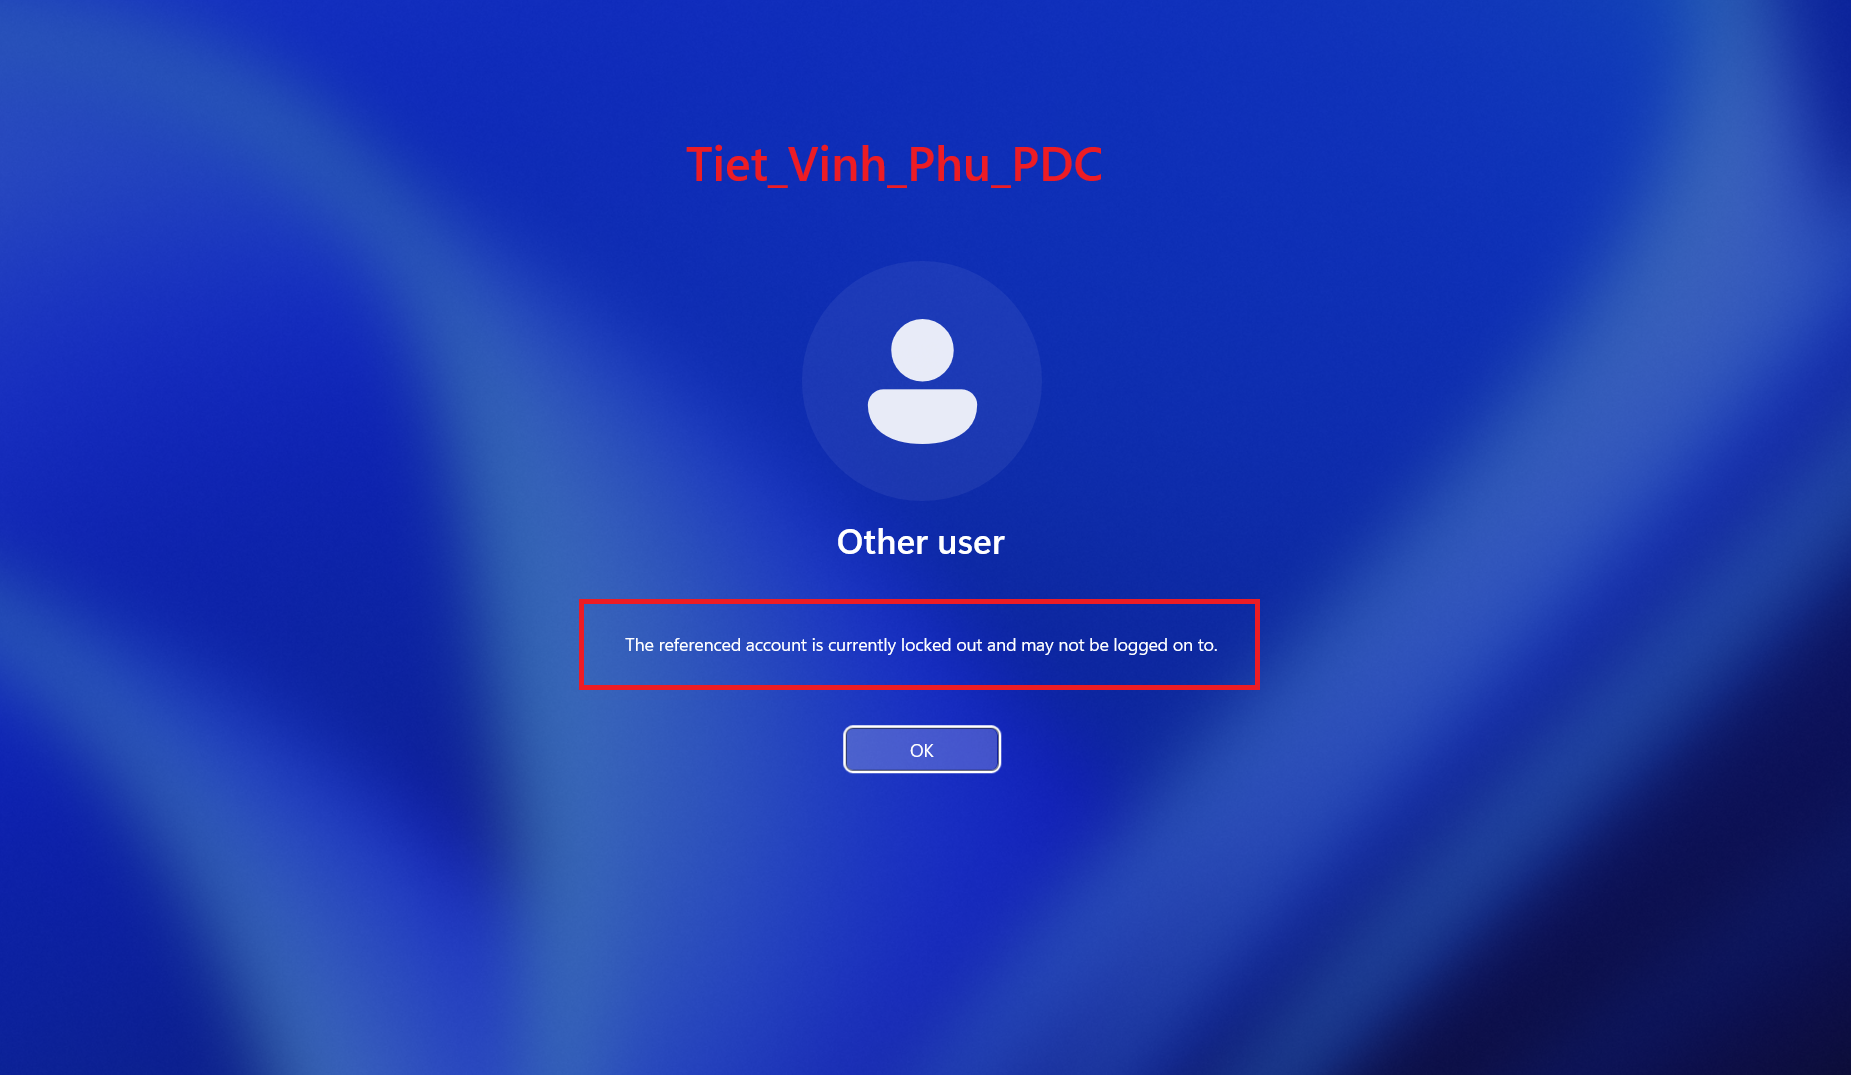 Tiet_Vinh_Phu_PDC
Other user
The referenced account is currently locked out and may not be logged on to.
OK